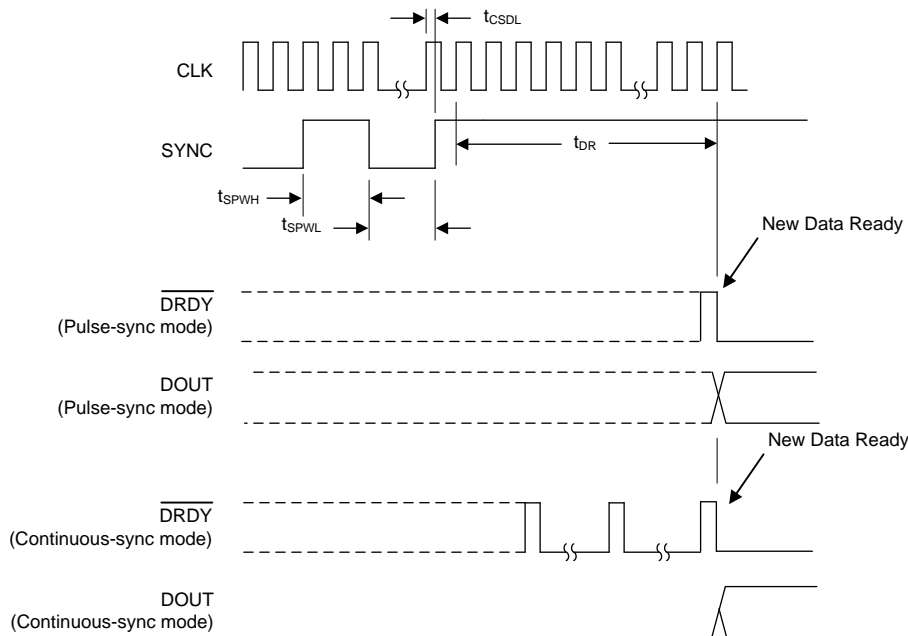 tCSDL
CLK
SYNC
tDR
tSPWH
tSPWL
New Data Ready
DRDY
(Pulse-sync mode)
DOUT
(Pulse-sync mode)
New Data Ready
DRDY
(Continuous-sync mode)
DOUT
(Continuous-sync mode)